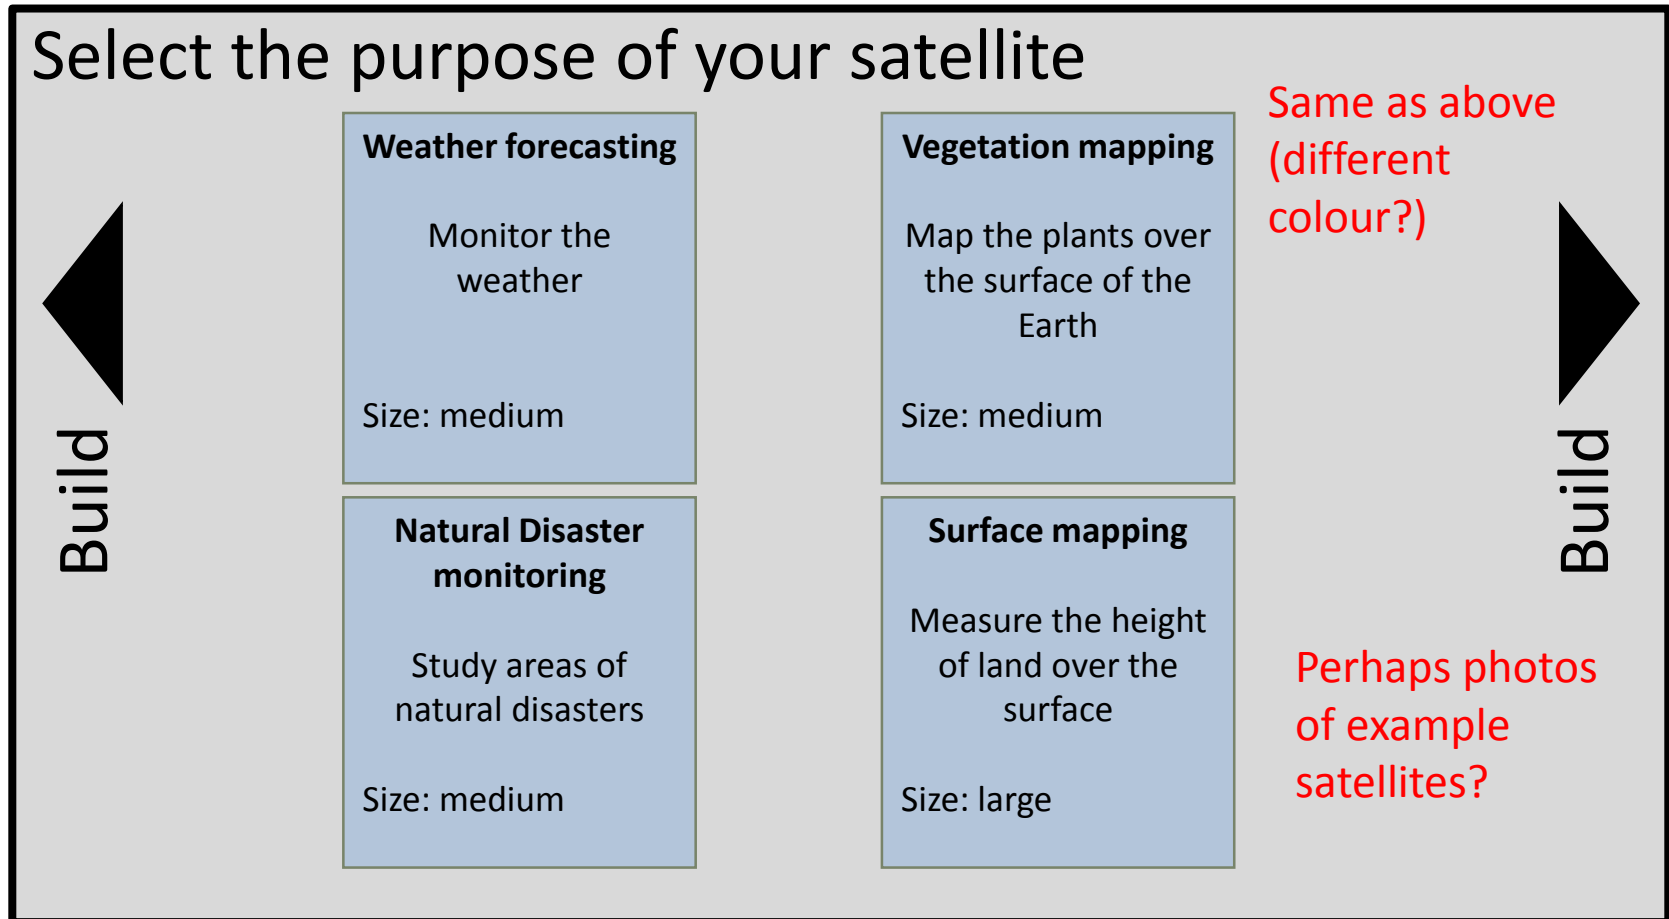 Select the purpose of your satellite
Weather forecasting
Monitor the
weather
Size: medium
Vegetation mapping
Map the plants over
the surface of the
Earth
Size: medium
Same as above
(different
colour?)
Build
Build
Natural Disaster
monitoring
Study areas of
natural disasters
Size: medium
Surface mapping
Measure the height
of land over the
surface
Size: large
Perhaps photos
of example
satellites?